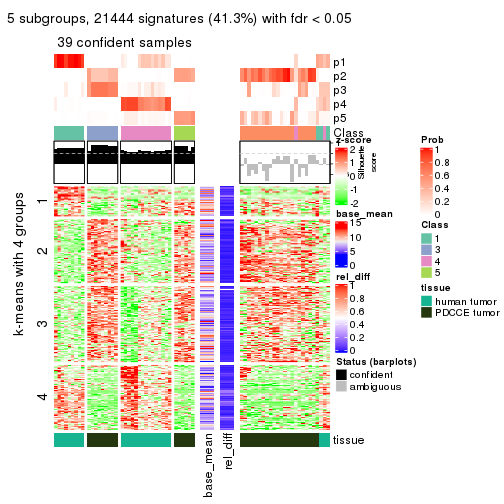 5 subgroups, 21444 signatures (41.3%) with fdr < 0.05
39 confident samples
p1
p2
p3
p4
p5
Class
Silhouette score
k-means with 4 groups
1
2
3
4
base_mean
rel_diff
tissue
z-score
2
1
0
-1
-2
base_mean
15
10
5
0
rel_diff
1
0.8
0.6
0.4
0.2
0
Status (barplots)
confident
ambiguous
Prob
1
0.8
0.6
0.4
0.2
0
Class
1
3
4
5
tissue
human tumor
PDCCE tumor